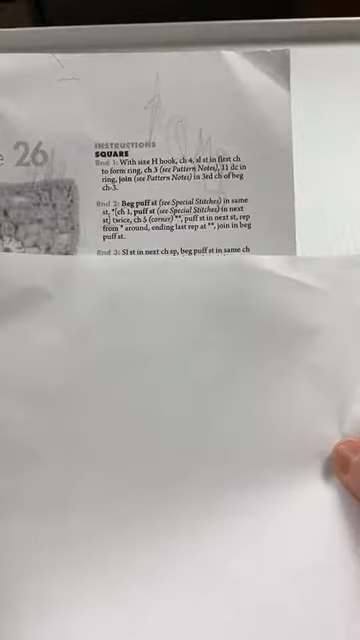 e 26
INSTRUCTIONS
SQUARE
Rnd 1: With size H hook, ch 4, sl st in first ch
to form ring, ch 3 (see Pattern Notes), 11 dc in
ring, join (see Pattern Notes) in 3rd ch of beg
ch-3.
Rnd 2: Beg puff st (see Special Stitches) in same
st, *[ch 1, puff st (see Special Stitches) in next
st] twice, ch 5 (corner)**, puff st in next st, rep
from * around, ending last rep at **, join in beg
puff st.
Rnd 3: Sl st in next ch sp, beg puff st in same ch